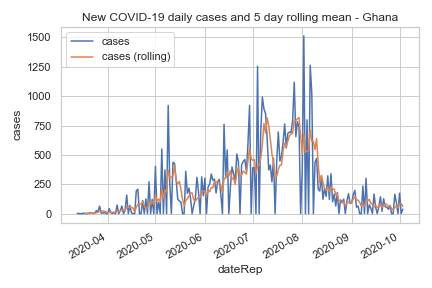 New COVID-19 daily cases and 5 day rolling mean - Ghana
cases
cases (rolling)
1500
1250
1000
750
500
250
0
cases
2020-04
2020-05
2020-06
2020-07
2020-08
2020-09
2020-10
dateRep